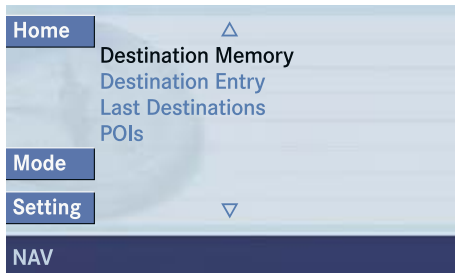 Home
Destination Memory
Destination Entry
Last Destinations
POIs
Mode
Setting
NAV